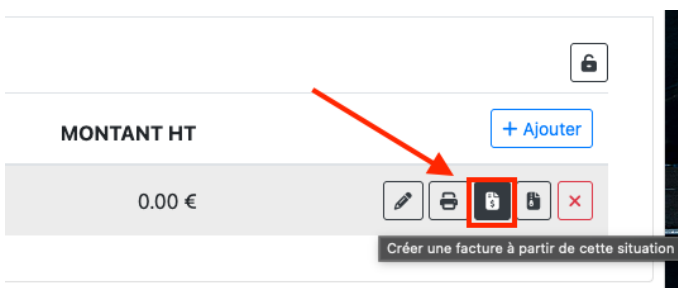 + Ajouter
MONTANT HT
0.00 €
Créer une facture à partir de cette situation